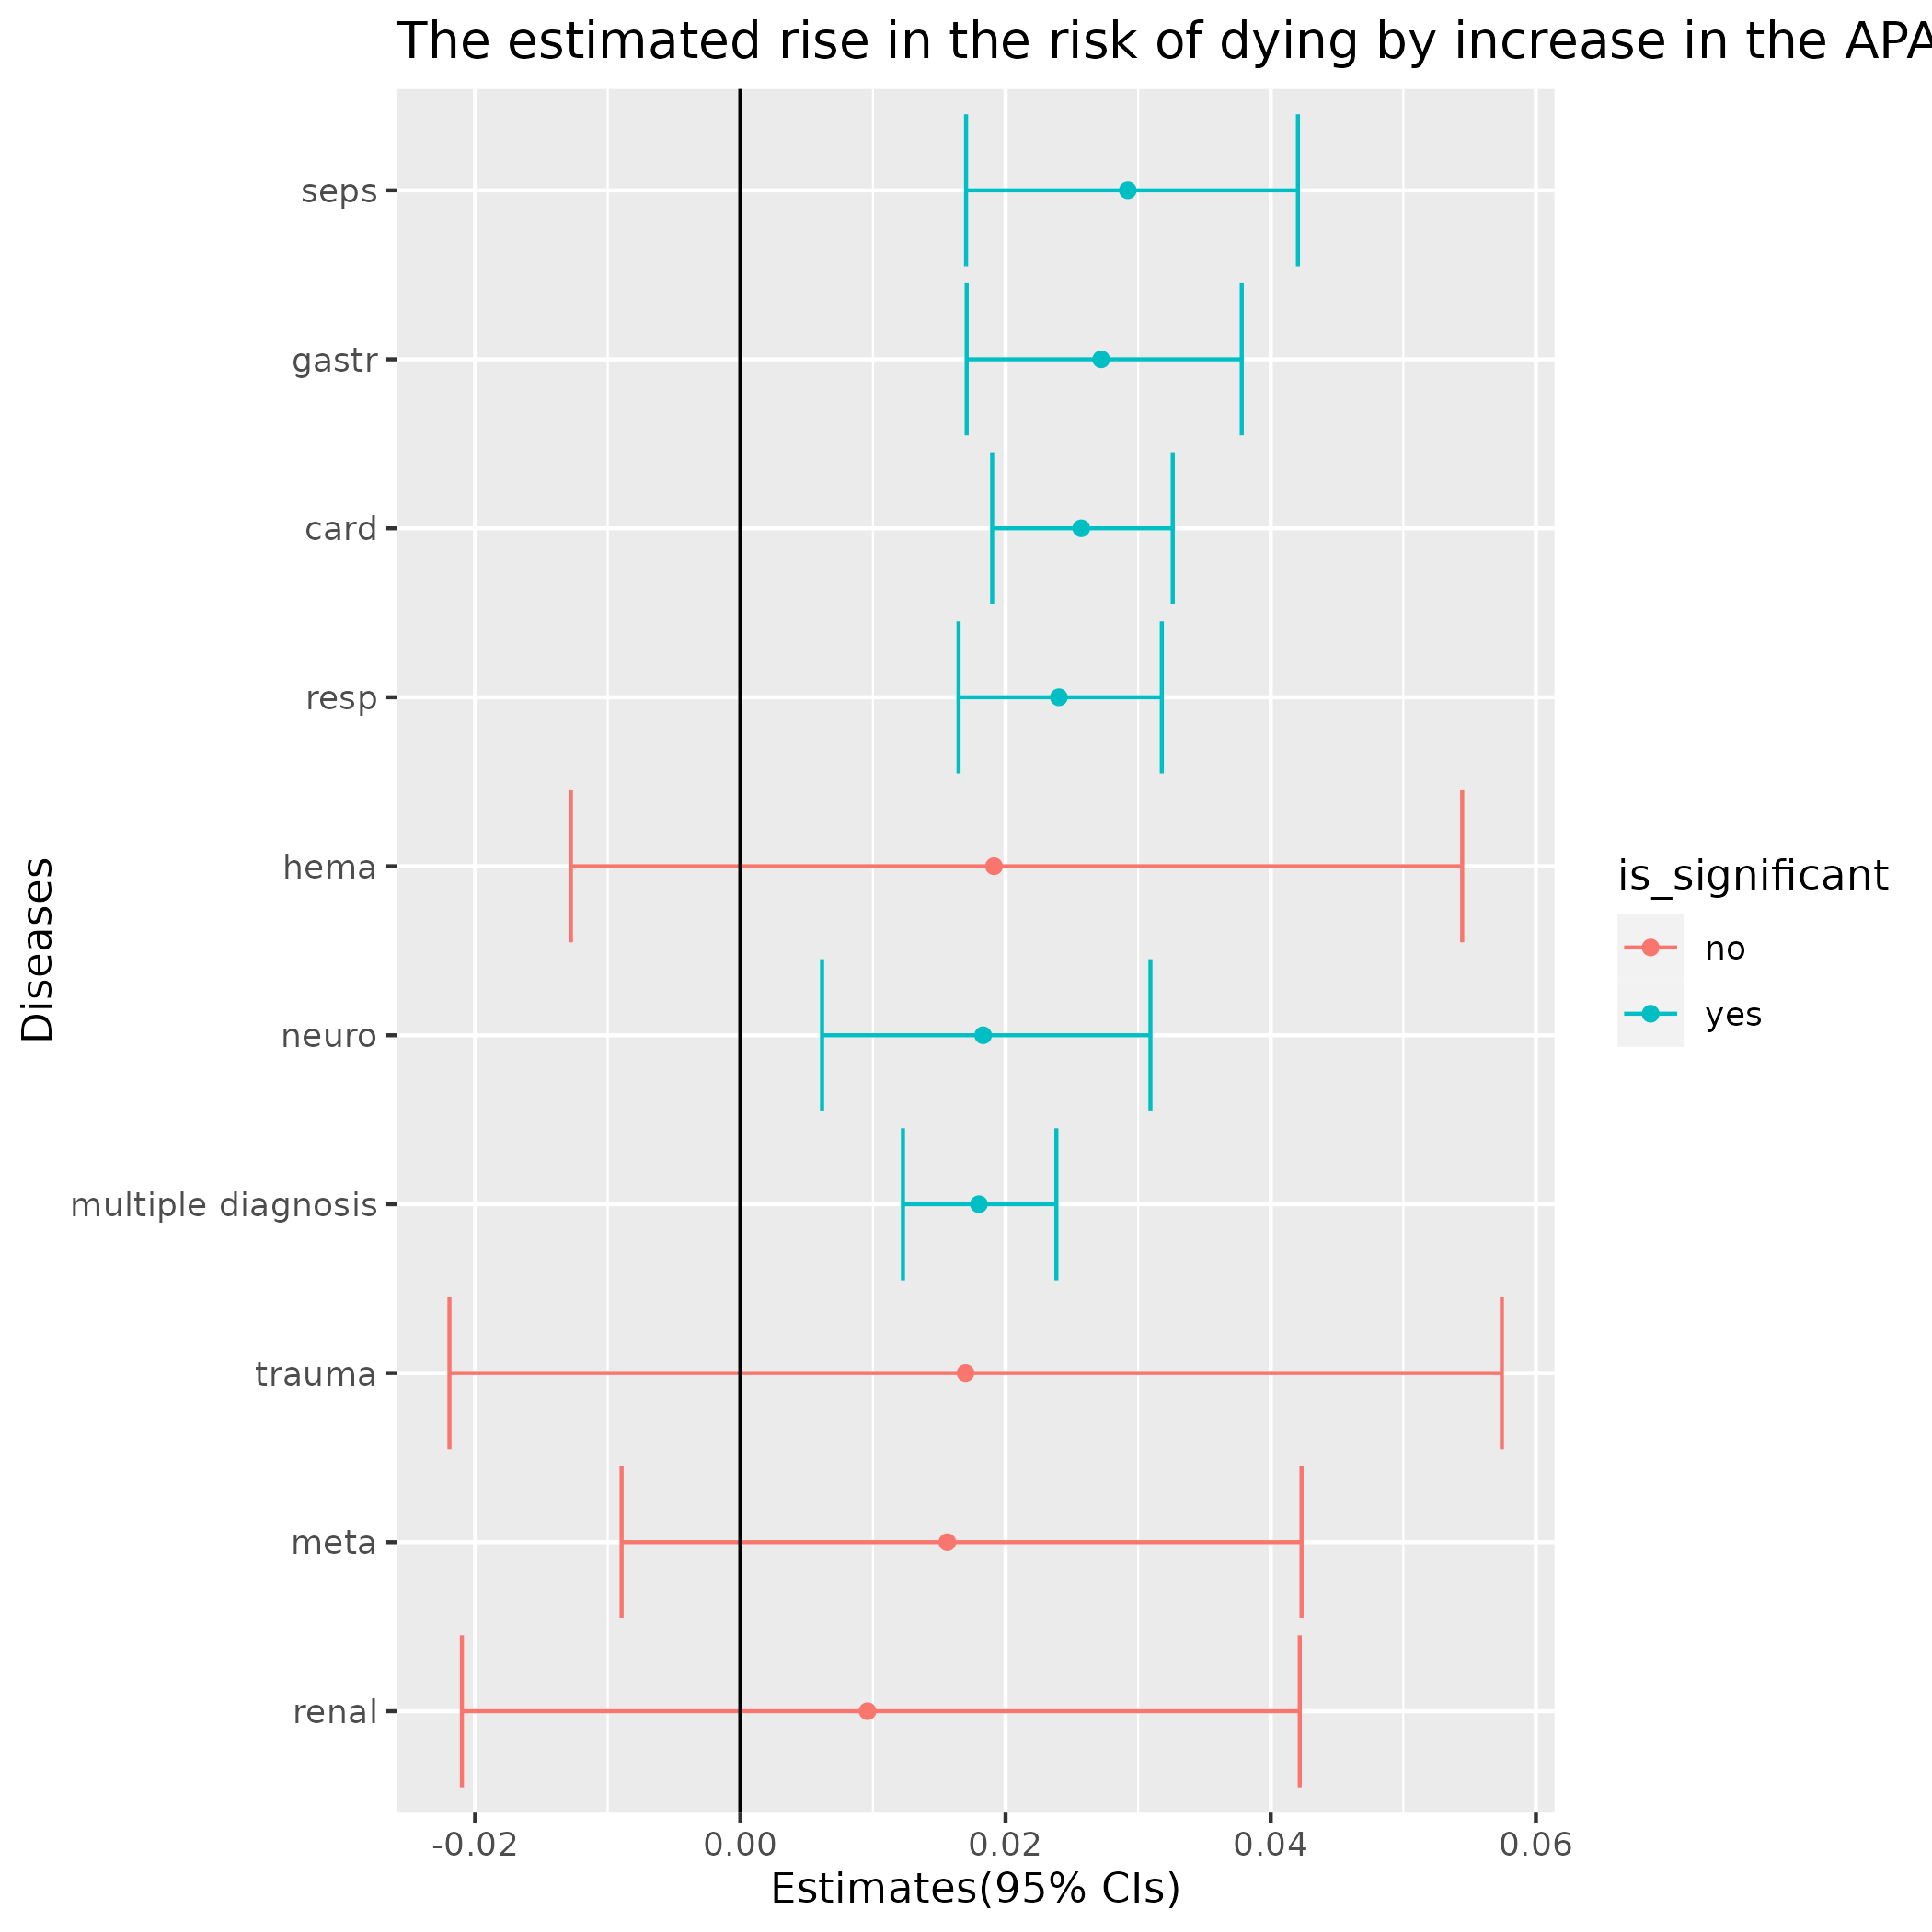 The estimated rise in the risk of dying by increase in the APA
seps
gastr
card
resp
hema
neuro
multiple diagnosis
trauma
meta
renal
Diseases
-0.02 0.00 0.02 0.04 0.06
Estimates(95% CIs)
is_significant
no
yes